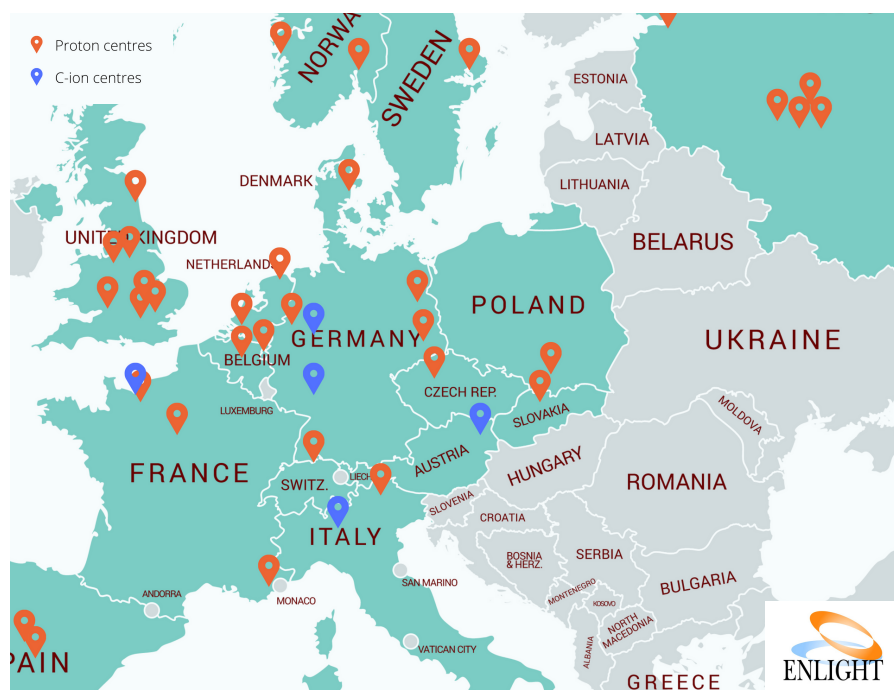 Proton centres
C-ion centres
NORWA
SWEDEN
ESTONIA
LATVIA
LITHUANIA
DENMARK
UNITED KINGDOM
NETHERLANDS
BELARUS
POLAND
GERMANY
BELGIUM
UKRAINE
CZECH REP.
LUXEMBURG
SLOVAKIA
MOLDOVA
FRANCE
AUSTRIA
HUNGARY
SWITZ.
LIECH.
ROMANIA
SLOVENIA
CROATIA
ITALY
BOSNIA
& HERZ.
SERBIA
SAN MARINO
MONTENEGRO
BULGARIA
ANDORRA
MONACO
KOSOVO
NORTH
MACEDONIA
ALBANIA
VATICAN CITY
PAIN
GREECE
ENLIGHT